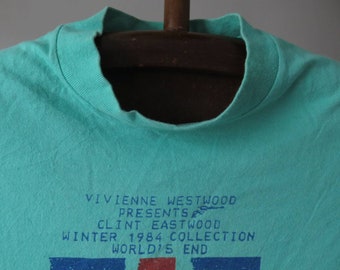 VIVIENNE WESTWOOD
PRESENTS
CLINT EASTWOOD
WINTER 1984 COLLECTION
WORLD'S END